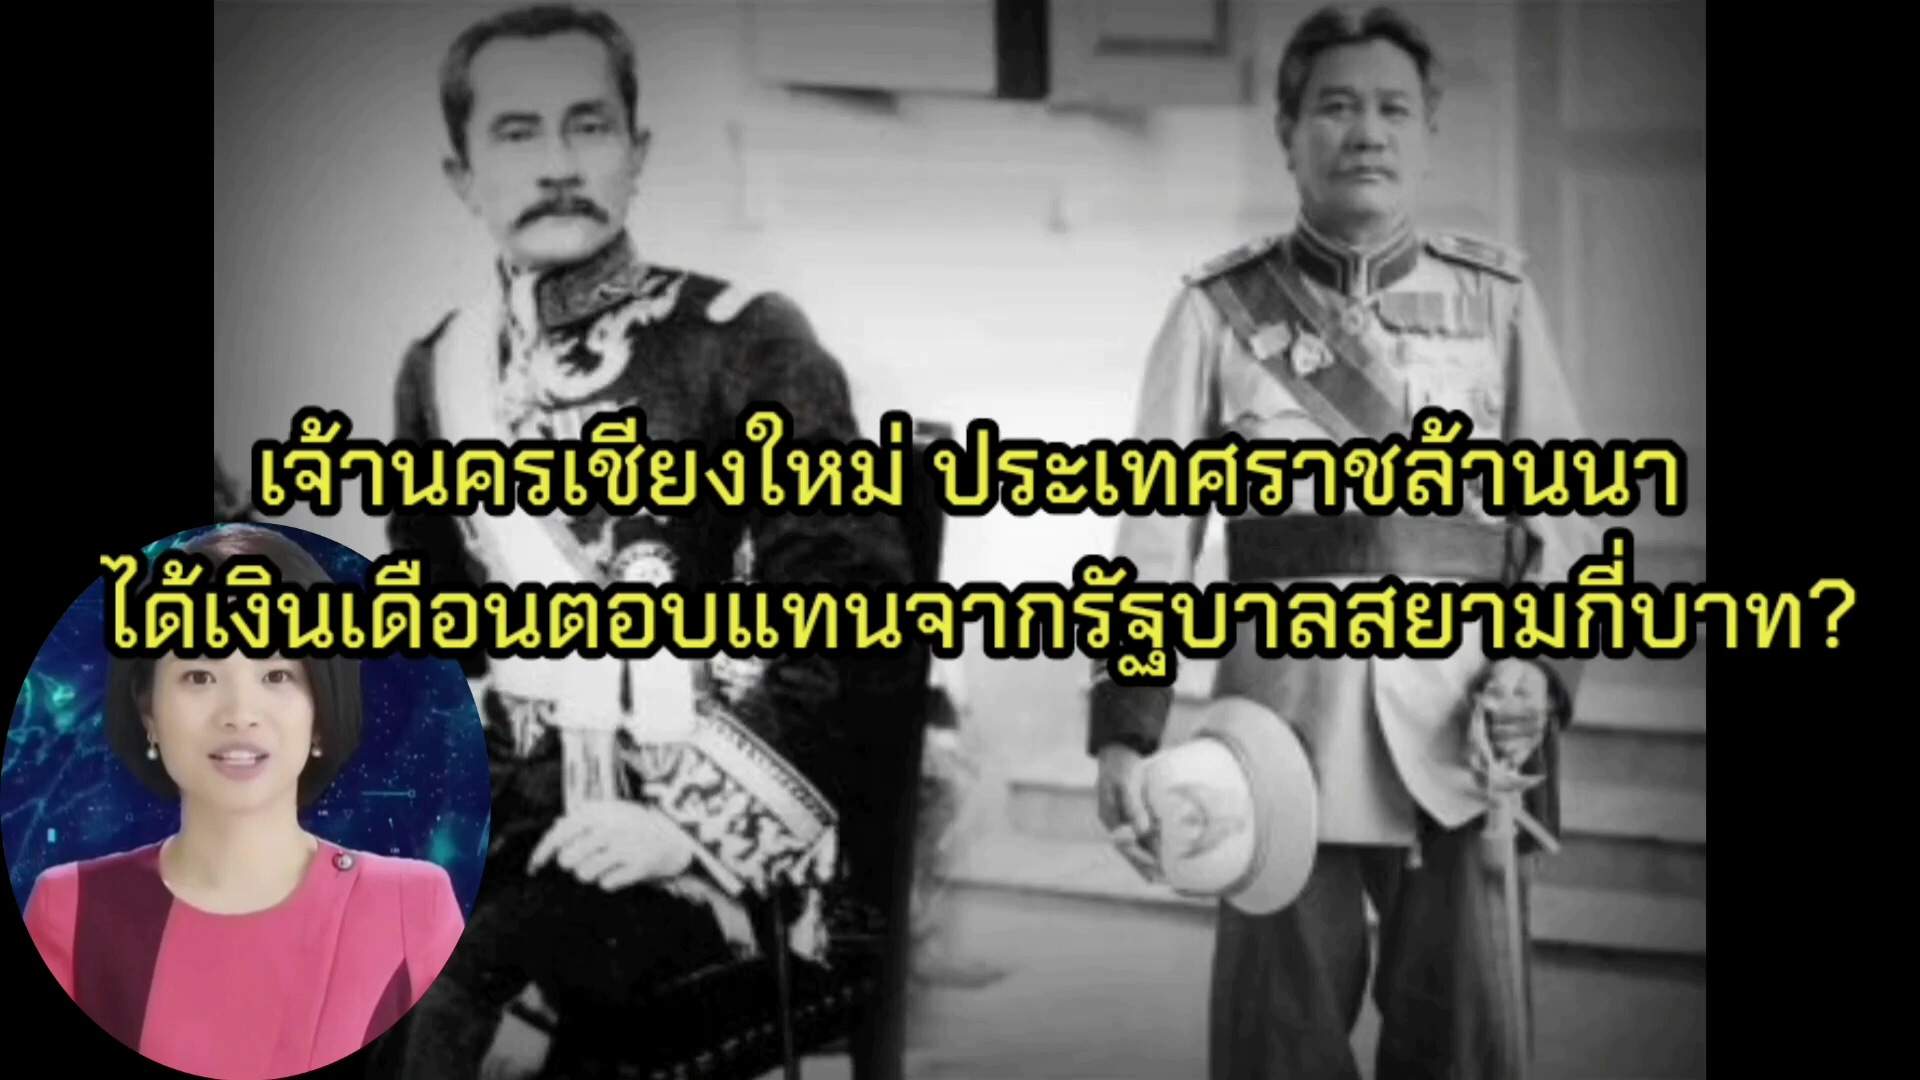 เจ้านครเชียงใหม่ ประเทศราชล้านนา
ได้เงินเดือนตอบแทนจากรัฐบาลสยามกี่บาท?